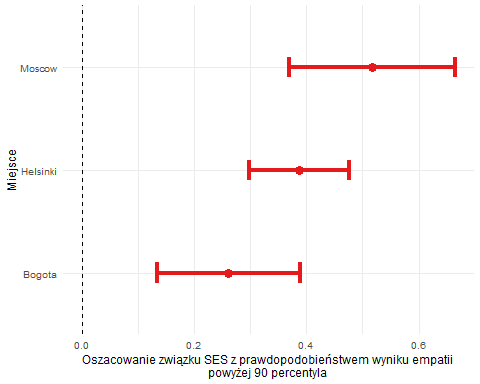 Moscow
Helsinki
Bogota
Miejsce
0.0 0.2 0.4 0.6
Oszacowanie związku SES z prawdopodobieństwem wyniku empatii
powyżej 90 percentyla